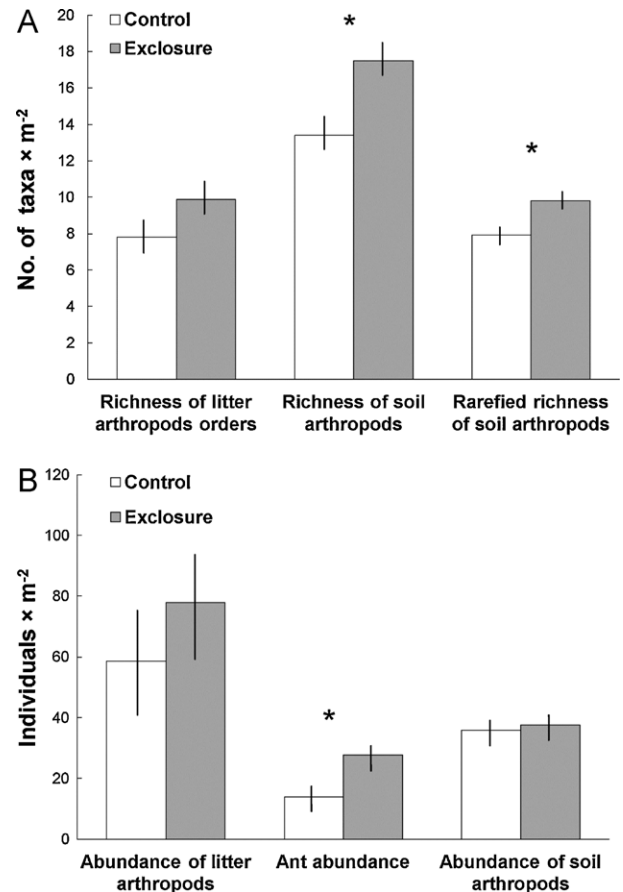 A
No. of taxa × m-2
20
18
16
14
12
10
8
6
4
2
0
Control
Exclosure
*
*
Richness of litter
arthropods orders
Richness of soil
arthropods
Rarefied richness
of soil arthropods
B
Individuals × m-2
120
100
80
60
40
20
0
Control
Exclosure
*
Abundance of litter
arthropods
Ant abundance
Abundance of soil
arthropods